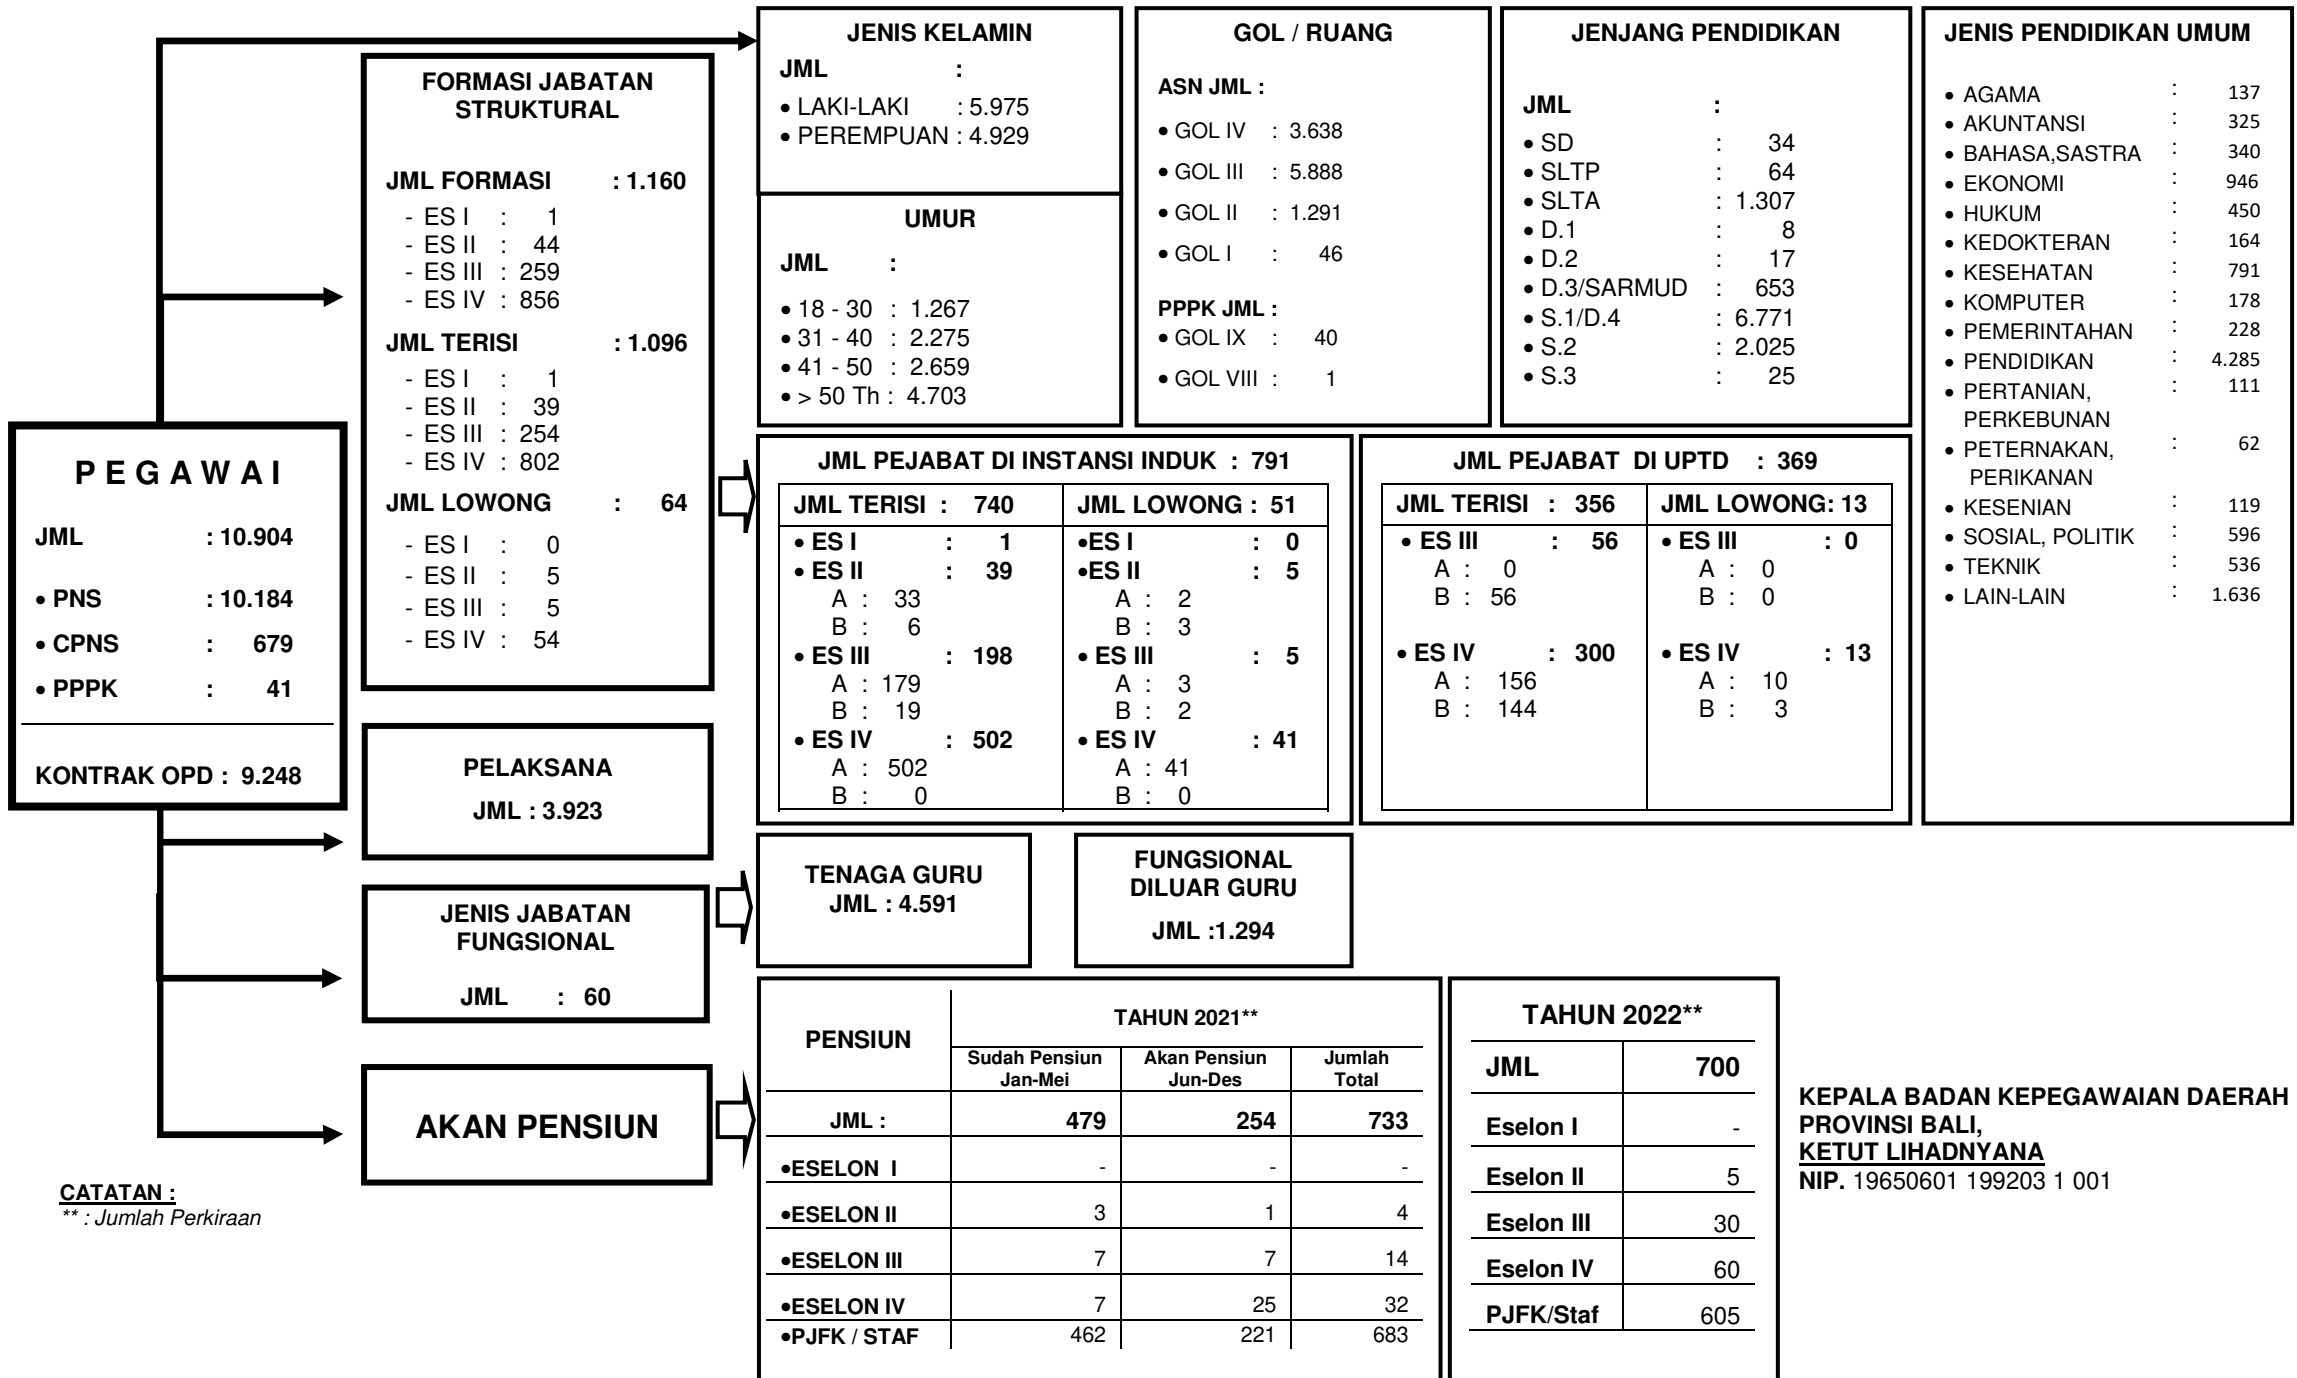 PEGAWAI
JML : 10.904
• PNS : 10.184
• CPNS : 679
• PPPK : 41
KONTRAK OPD : 9.248
FORMASI JABATAN
STRUKTURAL
JML FORMASI : 1.160
- ES I : 1
- ES II : 44
- ES III : 259
- ES IV : 856
JML TERISI : 1.096
- ES I : 1
- ES II : 39
- ES III : 254
- ES IV : 802
JML LOWONG : 64
- ES I : 0
- ES II : 5
- ES III : 5
- ES IV : 54
PELAKSANA
JML : 3.923
JENIS JABATAN
FUNGSIONAL
JML : 60
AKAN PENSIUN
JENIS KELAMIN
JML :
• LAKI-LAKI : 5.975
• PEREMPUAN : 4.929
UMUR
JML :
• 18 - 30 : 1.267
• 31 - 40 : 2.275
• 41 - 50 : 2.659
• > 50 Th : 4.703
GOL / RUANG
ASN JML :
• GOL IV : 3.638
• GOL III : 5.888
• GOL II : 1.291
• GOL I : 46
PPPK JML :
• GOL IX : 40
• GOL VIII : 1
JENJANG PENDIDIKAN
JML :
• SD : 34
• SLTP : 64
• SLTA : 1.307
• D.1 : 8
• D.2 : 17
• D.3/SARMUD : 653
• S.1/D.4 : 6.771
• S.2 : 2.025
• S.3 : 25
JENIS PENDIDIKAN UMUM
• AGAMA : 137
• AKUNTANSI : 325
• BAHASA,SASTRA : 340
• EKONOMI : 946
• HUKUM : 450
• KEDOKTERAN : 164
• KESEHATAN : 791
• KOMPUTER : 178
• PEMERINTAHAN : 228
• PENDIDIKAN : 4.285
• PERTANIAN, : 111
PERKEBUNAN
• PETERNAKAN, : 62
PERIKANAN
• KESENIAN : 119
• SOSIAL, POLITIK : 596
• TEKNIK : 536
• LAIN-LAIN : 1.636
JML PEJABAT DI INSTANSI INDUK : 791
JML TERISI : 740
• ES I : 1
• ES II : 39
A : 33
B : 6
• ES III : 198
A : 179
B : 19
• ES IV : 502
A : 502
B : 0
JML LOWONG : 51
•ES I : 0
•ES II : 5
A : 2
B : 3
• ES III : 5
A : 3
B : 2
• ES IV : 41
A : 41
B : 0
JML PEJABAT DI UPTD : 369
JML TERISI : 356
• ES III : 56
A : 0
B : 56
• ES IV : 300
A : 156
B : 144
JML LOWONG: 13
• ES III : 0
A : 0
B : 0
• ES IV : 13
A : 10
B : 3
TENAGA GURU
JML : 4.591
FUNGSIONAL
DILUAR GURU
JML :1.294
PENSIUN TAHUN 2021**
Sudah Pensiun Jan-Mei Akan Pensiun Jun-Des Jumlah Total
JML : 479 254 733
•ESELON I - - -
•ESELON II 3 1 4
•ESELON III 7 7 14
•ESELON IV 7 25 32
•PJFK / STAF 462 221 683
TAHUN 2022**
JML 700
Eselon I -
Eselon II 5
Eselon III 30
Eselon IV 60
PJFK/Staf 605
KEPALA BADAN KEPEGAWAIAN DAERAH
PROVINSI BALI,
KETUT LIHADNYANA
NIP. 19650601 199203 1 001
CATATAN :
** : Jumlah Perkiraan